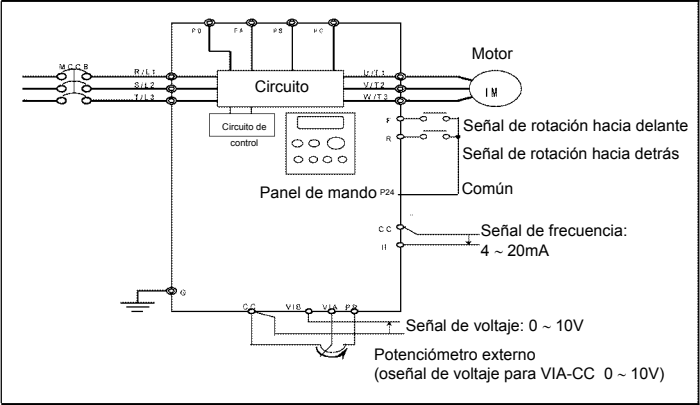 PO PA PB PC
MCCB
R/L1
S/L2
T/L3
Circuito
U/T1
V/T2
W/T3
Motor
IM
Circuito de
control
F
Señal de rotación hacia delante
R
Señal de rotación hacia detrás
Panel de mando
P24
Común
CC
Señal de frecuencia:
II
4 ~ 20mA
G
CC VIB VIA PP
Señal de voltaje: 0 ~ 10V
Potenciómetro externo
(oseñal de voltaje para VIA-CC 0 ~ 10V)